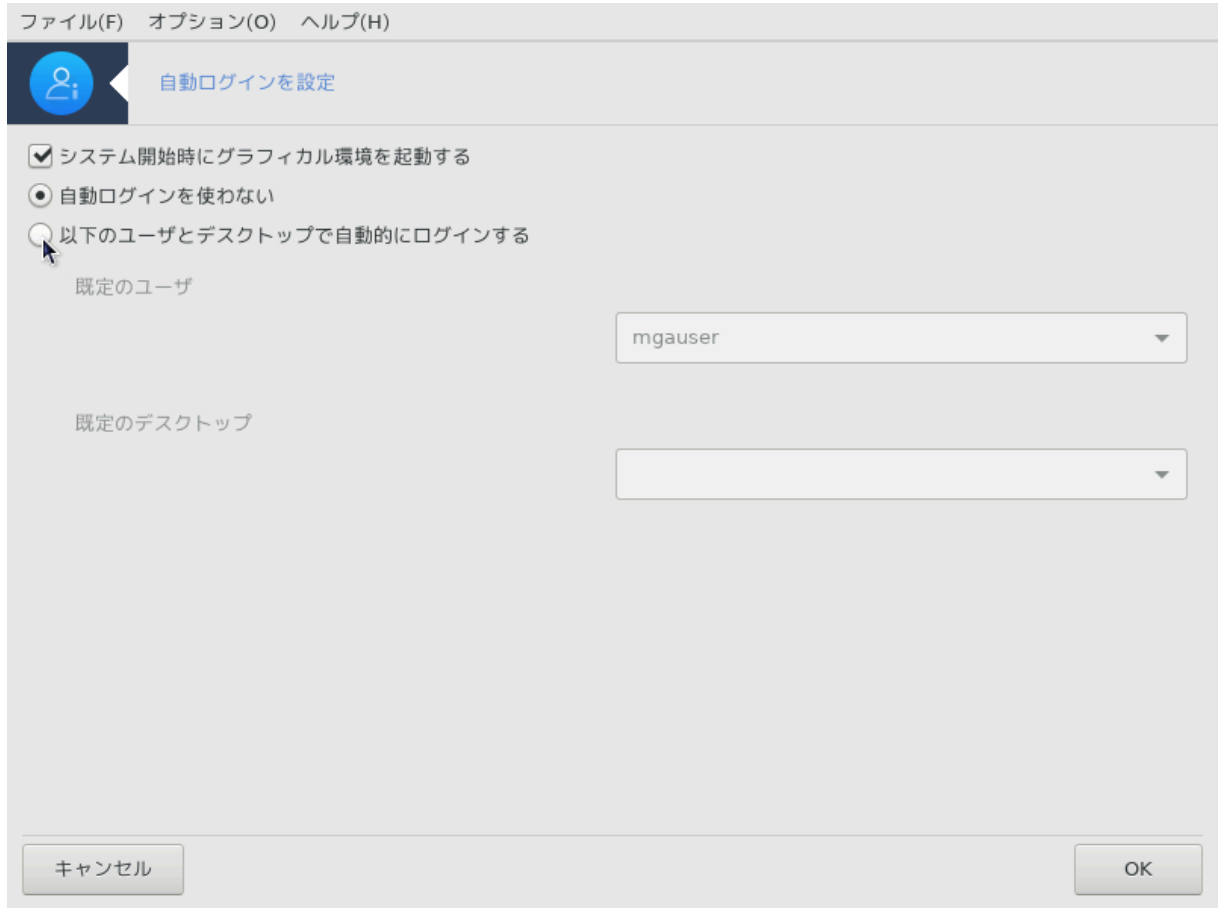 ファイル(F) オプション(O) ヘルプ(H)
自動ログインを設定
システム開始時にグラフィカル環境を起動する
自動ログインを使わない
以下のユーザとデスクトップで自動的にログインする
既定のユーザ
mgauser
既定のデスクトップ
キャンセル OK